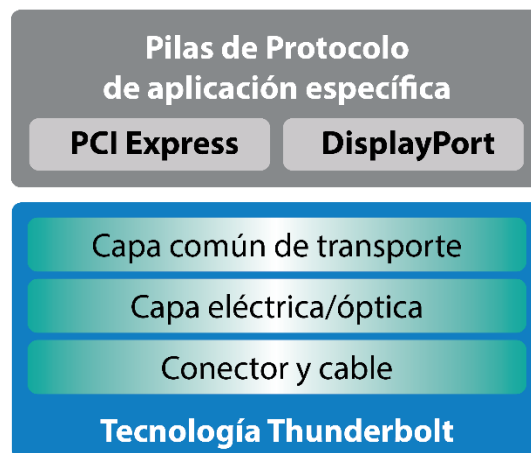 Pilas de Protocolo
de aplicación específica
PCI Express
DisplayPort
Capa común de transporte
Capa eléctrica/óptica
Conector y cable
Tecnología Thunderbolt